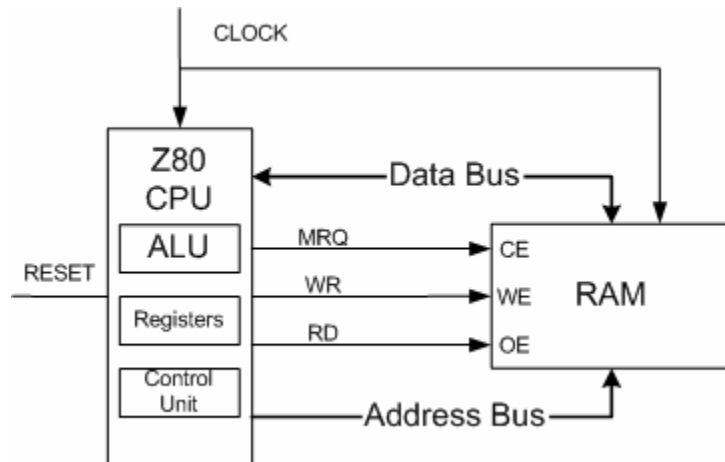 CLOCK
Z80
CPU
Data Bus
ALU
MRQ
CE
RESET
WR
WE
RAM
Registers
RD
OE
Control
Unit
Address Bus